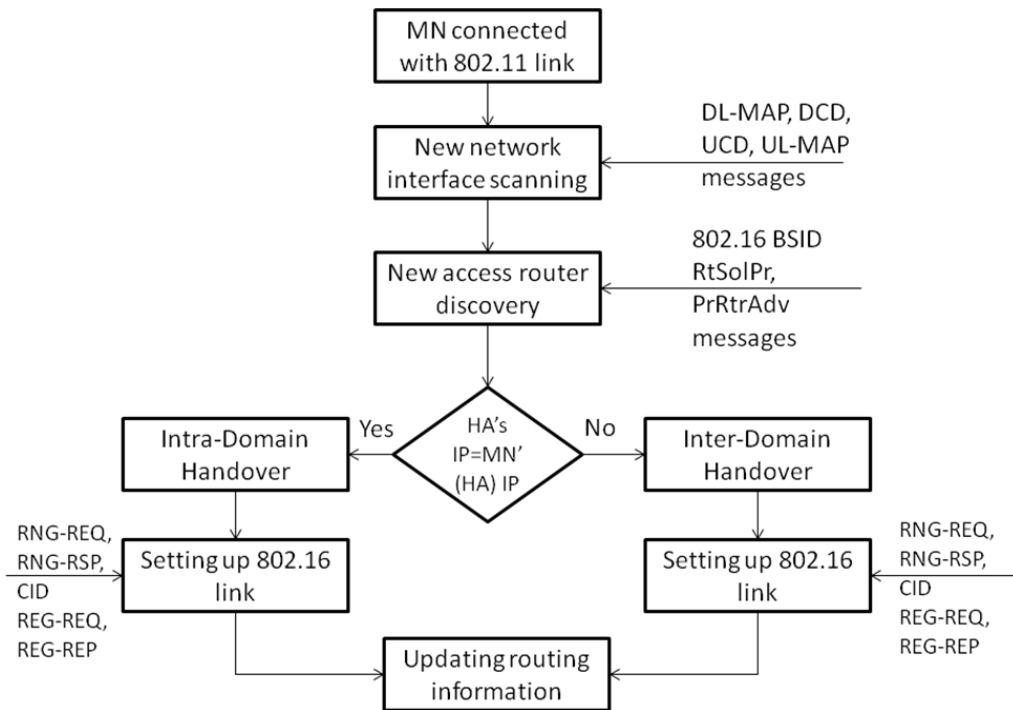 MN connected
with 802.11 link
DL-MAP, DCD,
UCD, UL-MAP
messages
New network
interface scanning
802.16 BSID
RtSolPr,
PrRtrAdv
messages
New access router
discovery
HA's
IP=MN'
(HA) IP
Yes
No
Intra-Domain
Handover
Inter-Domain
Handover
RNG-REQ,
RNG-RSP,
CID
REG-REQ,
REG-REP
Setting up 802.16
link
Setting up 802.16
link
RNG-REQ,
RNG-RSP,
CID
REG-REQ,
REG-REP
Updating routing
information